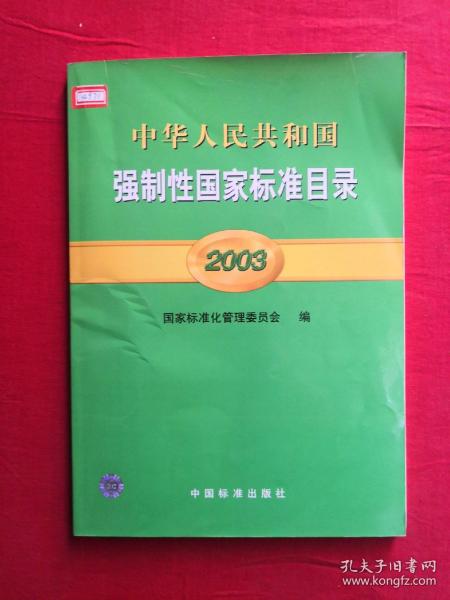 中华人民共和国
强制性国家标准目录
2003
国家标准化管理委员会 编
中国标准出版社
孔夫子旧书网
www.kongfz.com